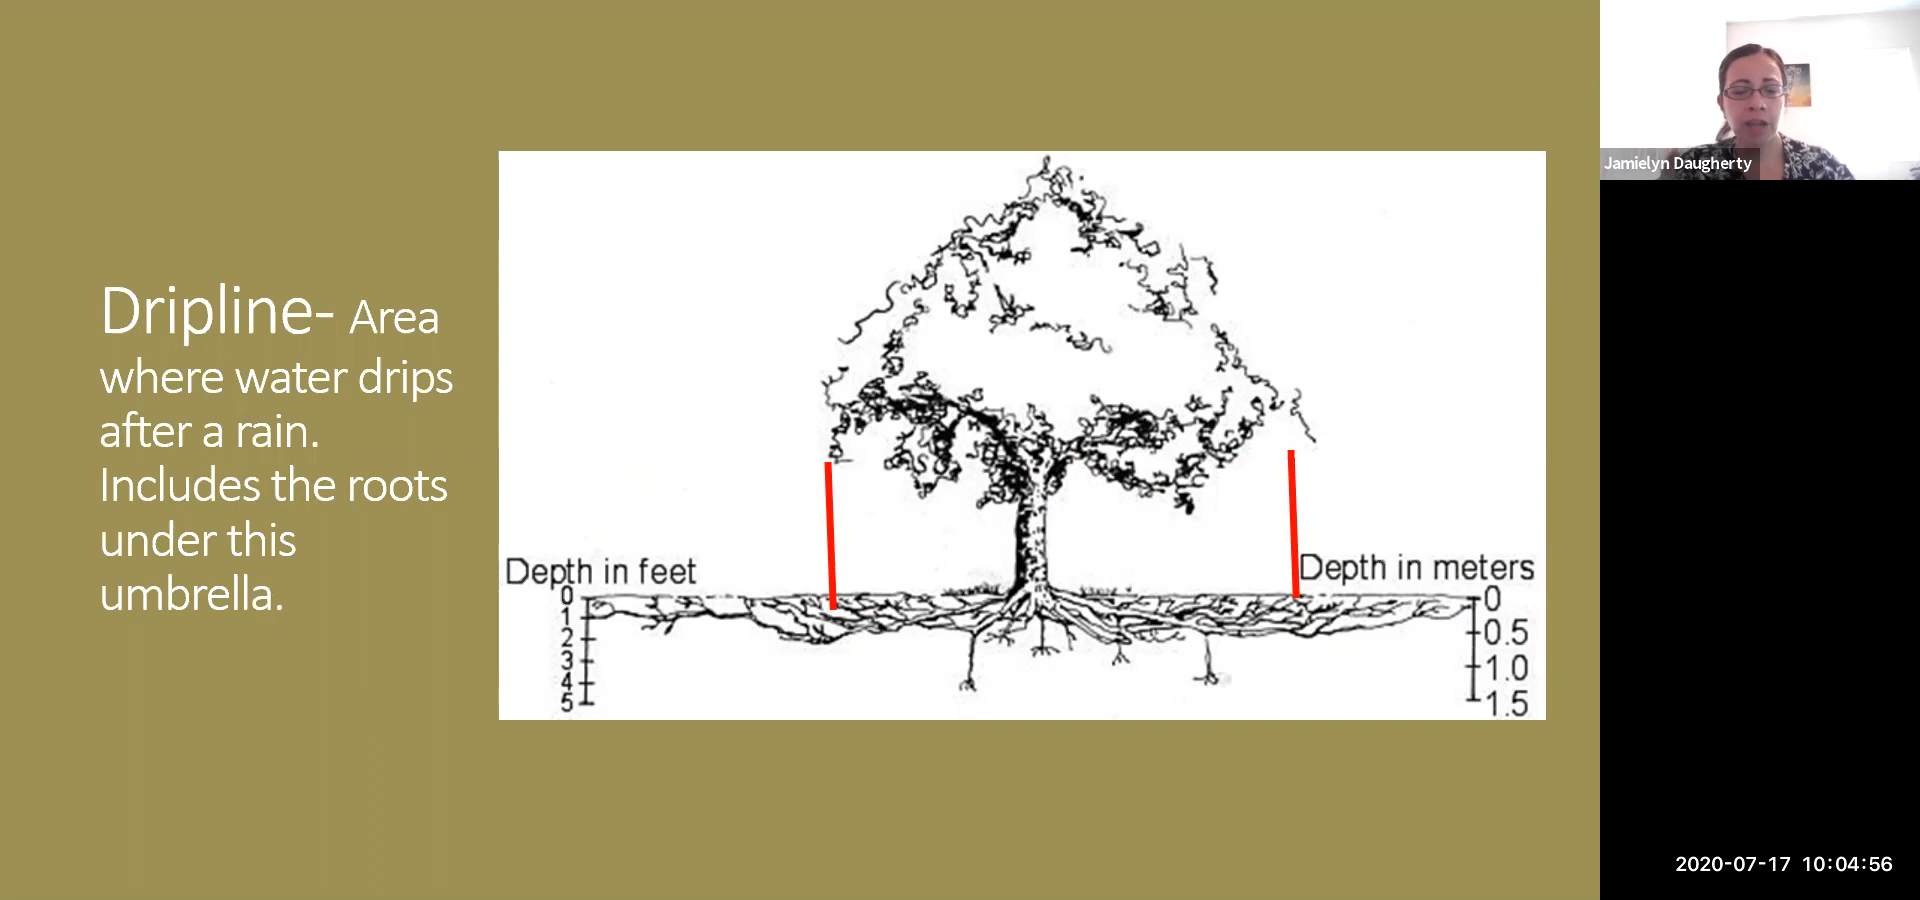 Dripline- Area
where water drips
after a rain.
Includes the roots
under this
umbrella.
Depth in feet
0
1
2
3
4
5
Depth in meters
0
0.5
1.0
1.5
Jamielyn Daugherty
2020-07-17 10:04:56